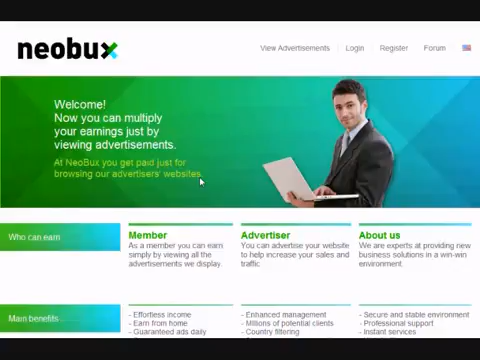 neobux
View Advertisements | Login Register Forum
Welcome!
Now you can multiply
your earnings just by
viewing advertisements.
At NeoBux you get paid just for
browsing our advertisers' websites.
Who can earn
Member
As a member you can earn
simply by viewing all the
advertisements we display.
Advertiser
You can advertise your website
to help increase your sales and
traffic
About us
We are experts at providing new
business solutions in a win-win
environment.
Main benefits
- Effortless income
- Earn from home
- Guaranteed ads daily
- Enhanced management
- Millions of potential clients
- Country filtering
- Secure and stable environment
- Professional support
- Instant services